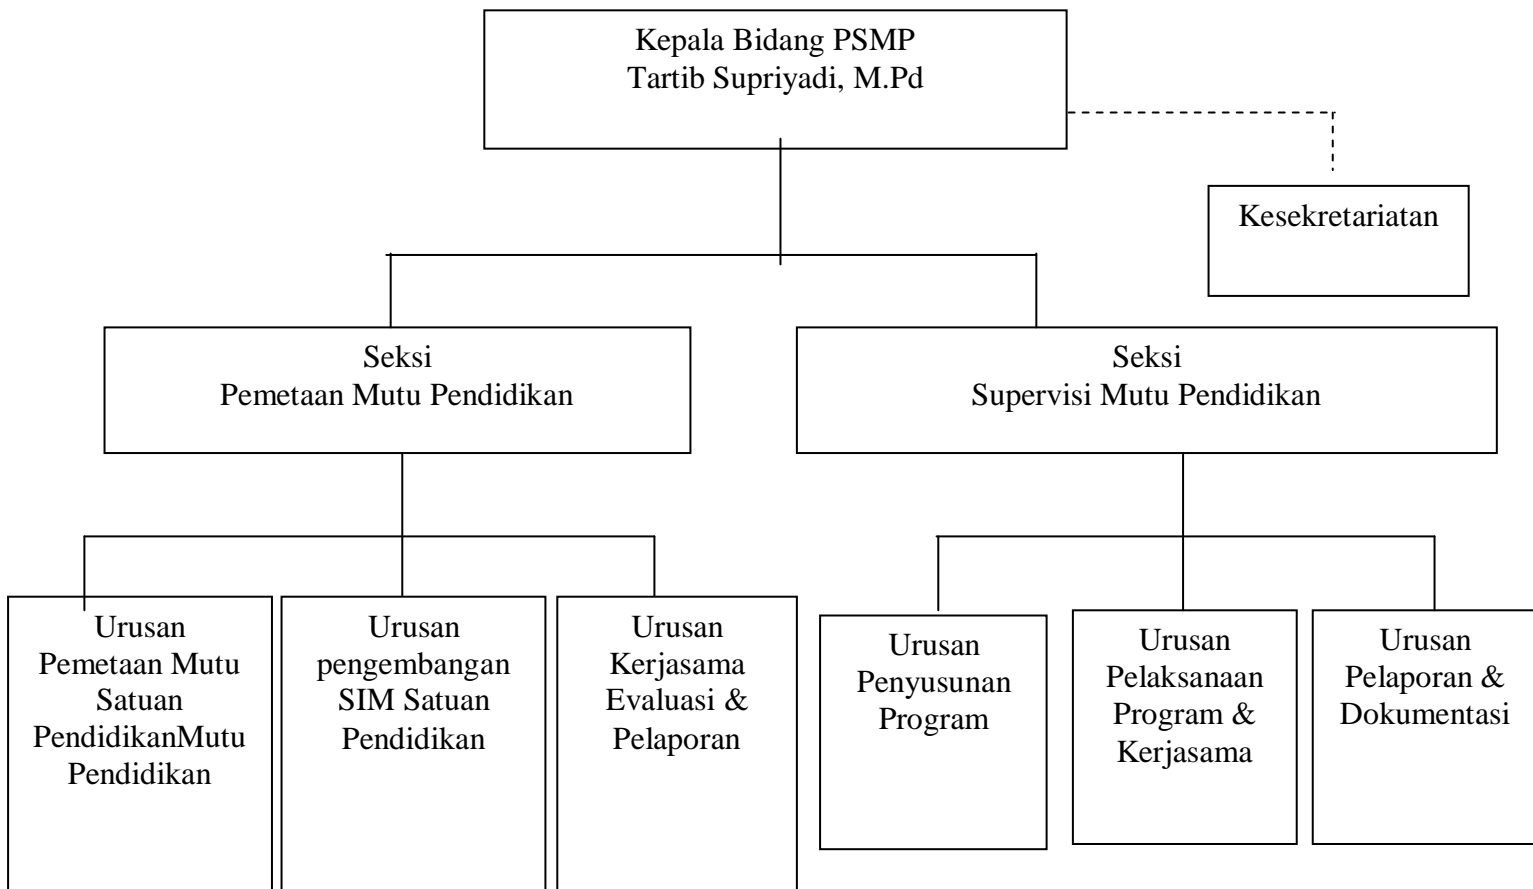 Kepala Bidang PSMP
Tartib Supriyadi, M.Pd
Kesekretariatan
Seksi
Pemetaan Mutu Pendidikan
Seksi
Supervisi Mutu Pendidikan
Urusan
Pemetaan Mutu
Satuan
PendidikanMutu
Pendidikan
Urusan
pengembangan
SIM Satuan
Pendidikan
Urusan
Kerjasama
Evaluasi &
Pelaporan
Urusan
Penyusunan
Program
Urusan
Pelaksanaan
Program &
Kerjasama
Urusan
Pelaporan &
Dokumentasi